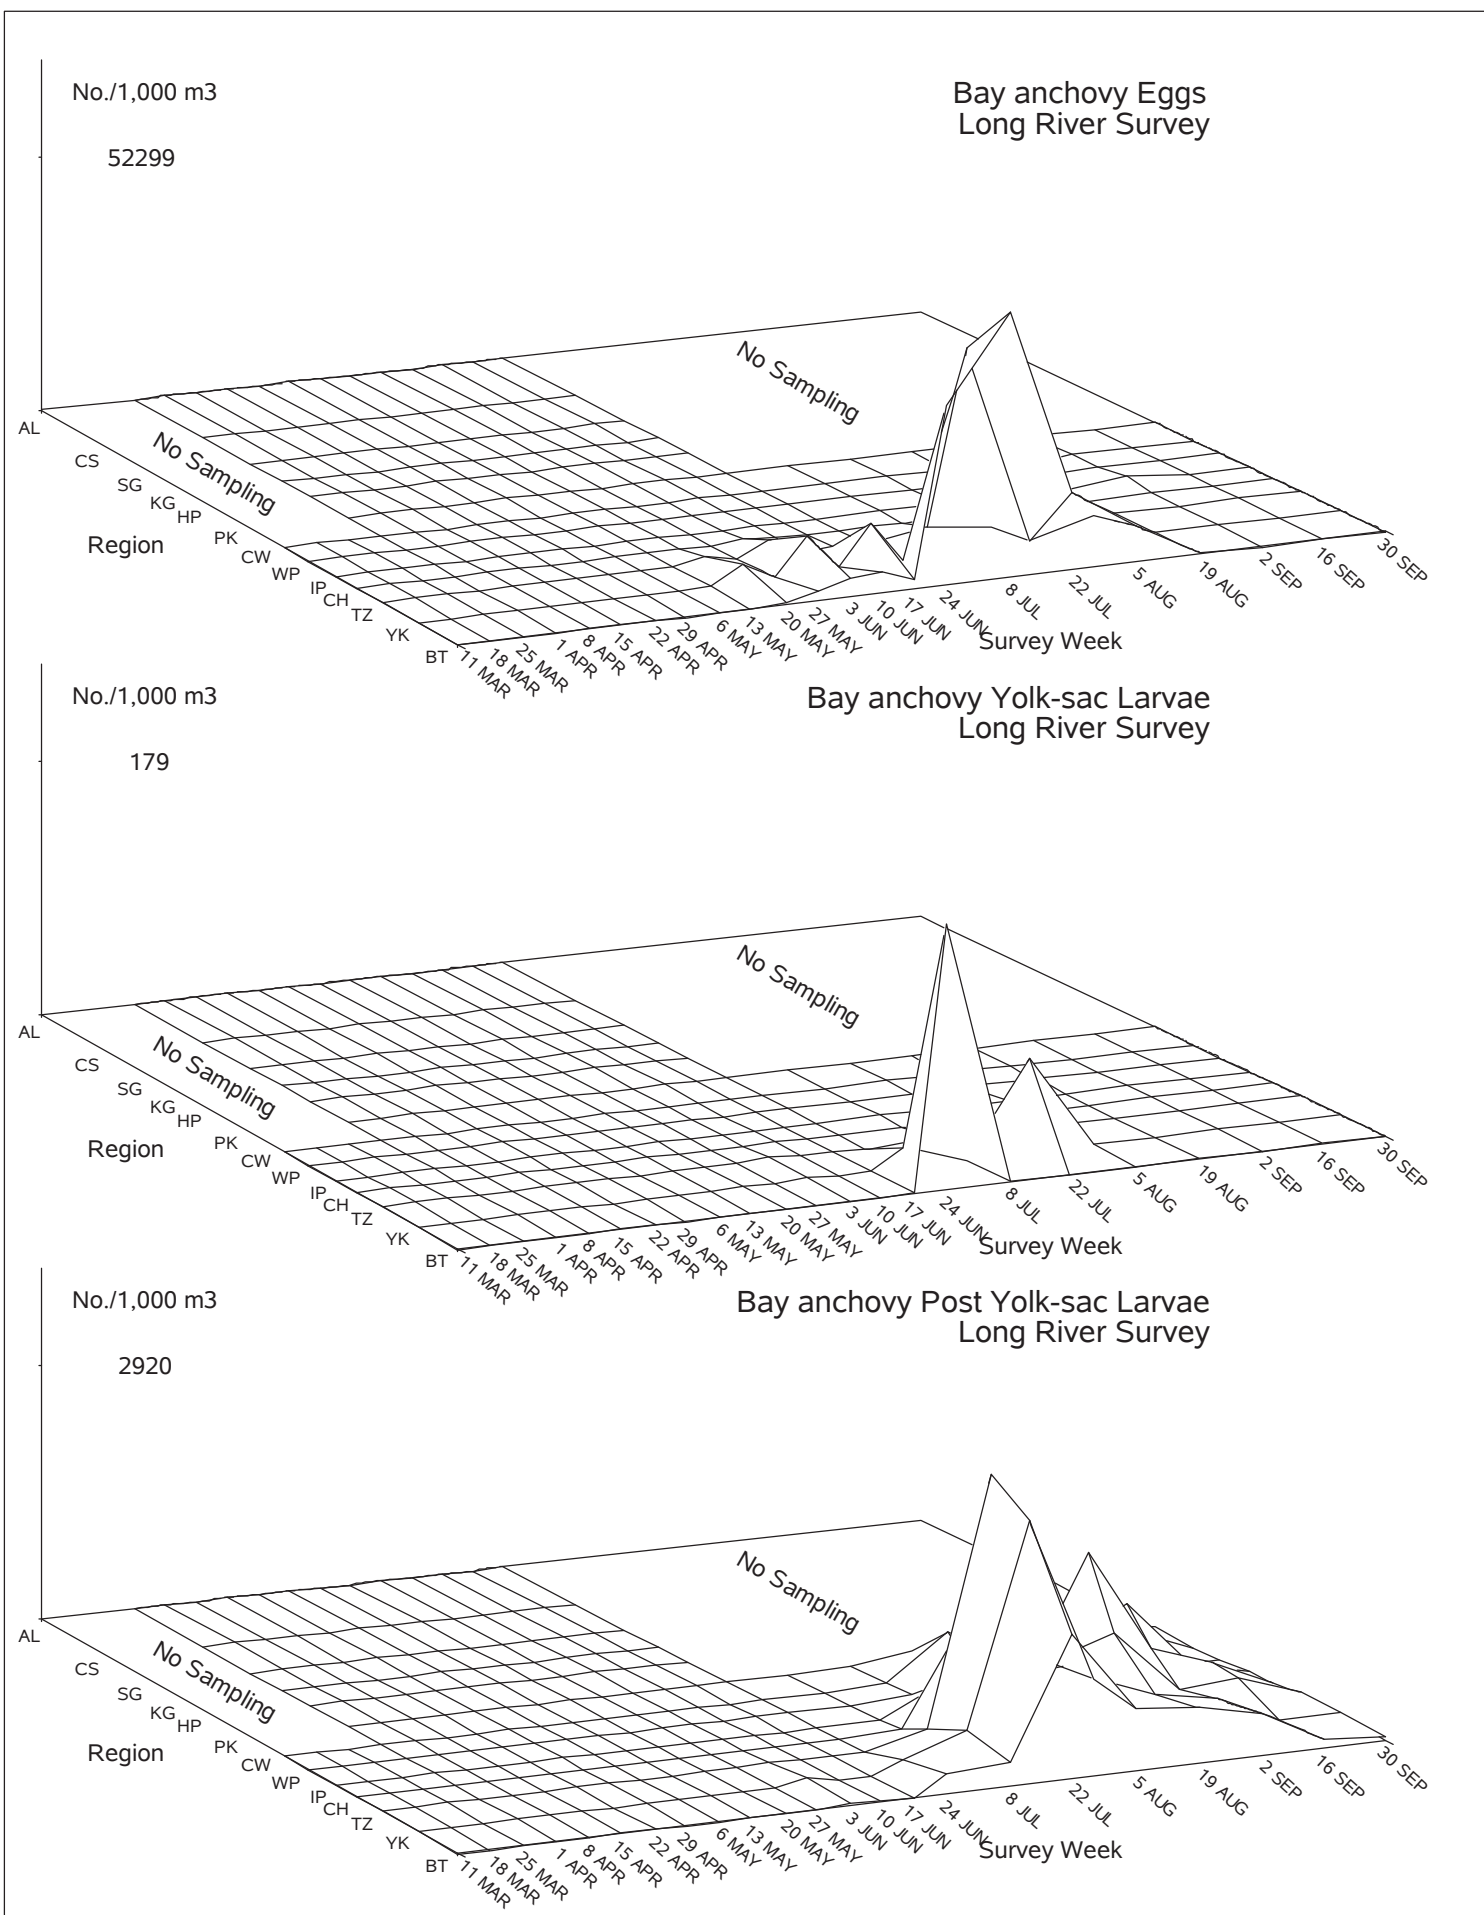 No./1,000 m3
Bay anchovy Eggs
Long River Survey
52299
No Sampling
No Sampling
AL
CS
SG
KG
HP
PK
CW
WP
IP
CH
TZ
YK
BT
Region
11 MAR
18 MAR
25 MAR
1 APR
8 APR
15 APR
22 APR
29 APR
6 MAY
13 MAY
20 MAY
27 MAY
3 JUN
10 JUN
17 JUN
24 JUN
8 JUL
22 JUL
5 AUG
19 AUG
2 SEP
16 SEP
30 SEP
Survey Week
No./1,000 m3
Bay anchovy Yolk-sac Larvae
Long River Survey
179
No Sampling
No Sampling
AL
CS
SG
KG
HP
PK
CW
WP
IP
CH
TZ
YK
BT
Region
11 MAR
18 MAR
25 MAR
1 APR
8 APR
15 APR
22 APR
29 APR
6 MAY
13 MAY
20 MAY
27 MAY
3 JUN
10 JUN
17 JUN
24 JUN
8 JUL
22 JUL
5 AUG
19 AUG
2 SEP
16 SEP
30 SEP
Survey Week
No./1,000 m3
Bay anchovy Post Yolk-sac Larvae
Long River Survey
2920
No Sampling
No Sampling
AL
CS
SG
KG
HP
PK
CW
WP
IP
CH
TZ
YK
BT
Region
11 MAR
18 MAR
25 MAR
1 APR
8 APR
15 APR
22 APR
29 APR
6 MAY
13 MAY
20 MAY
27 MAY
3 JUN
10 JUN
17 JUN
24 JUN
8 JUL
22 JUL
5 AUG
19 AUG
2 SEP
16 SEP
30 SEP
Survey Week